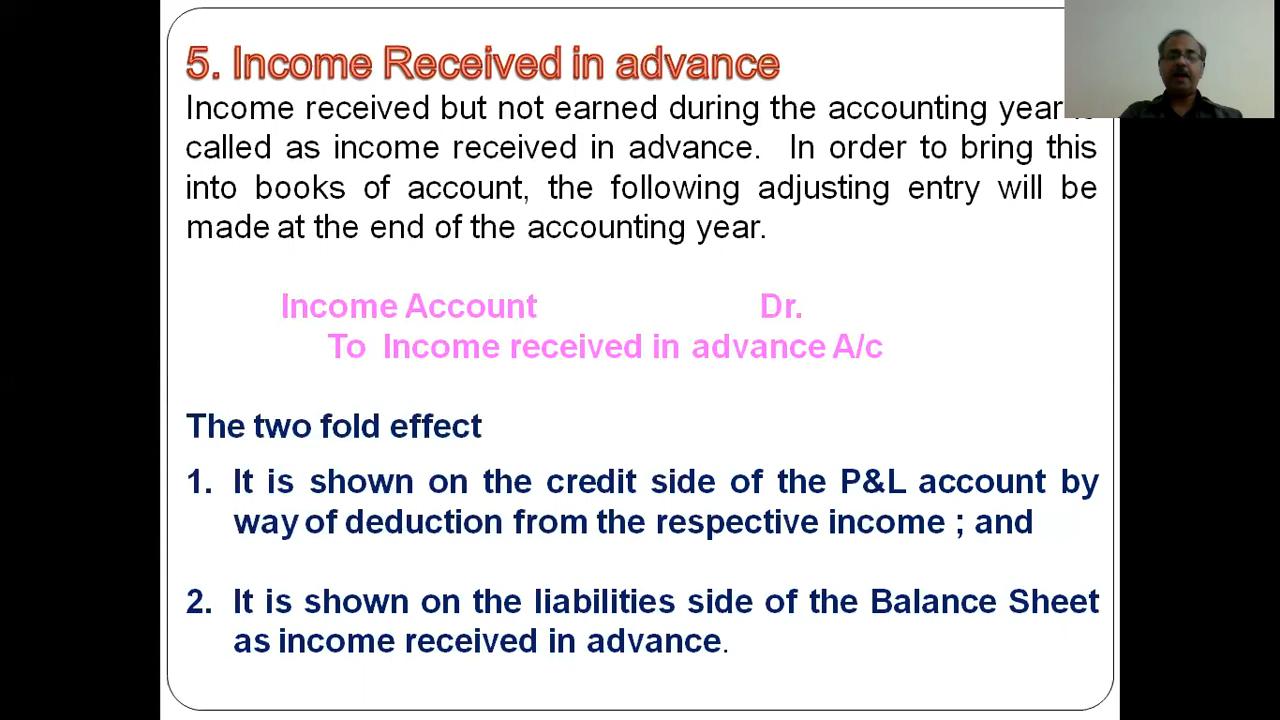 5. Income Received in advance
Income received but not earned during the accounting year
called as income received in advance. In order to bring this
into books of account, the following adjusting entry will be
made at the end of the accounting year.
Income Account Dr.
To Income received in advance A/c
The two fold effect
1. It is shown on the credit side of the P&L account by
way of deduction from the respective income ; and
2. It is shown on the liabilities side of the Balance Sheet
as income received in advance.